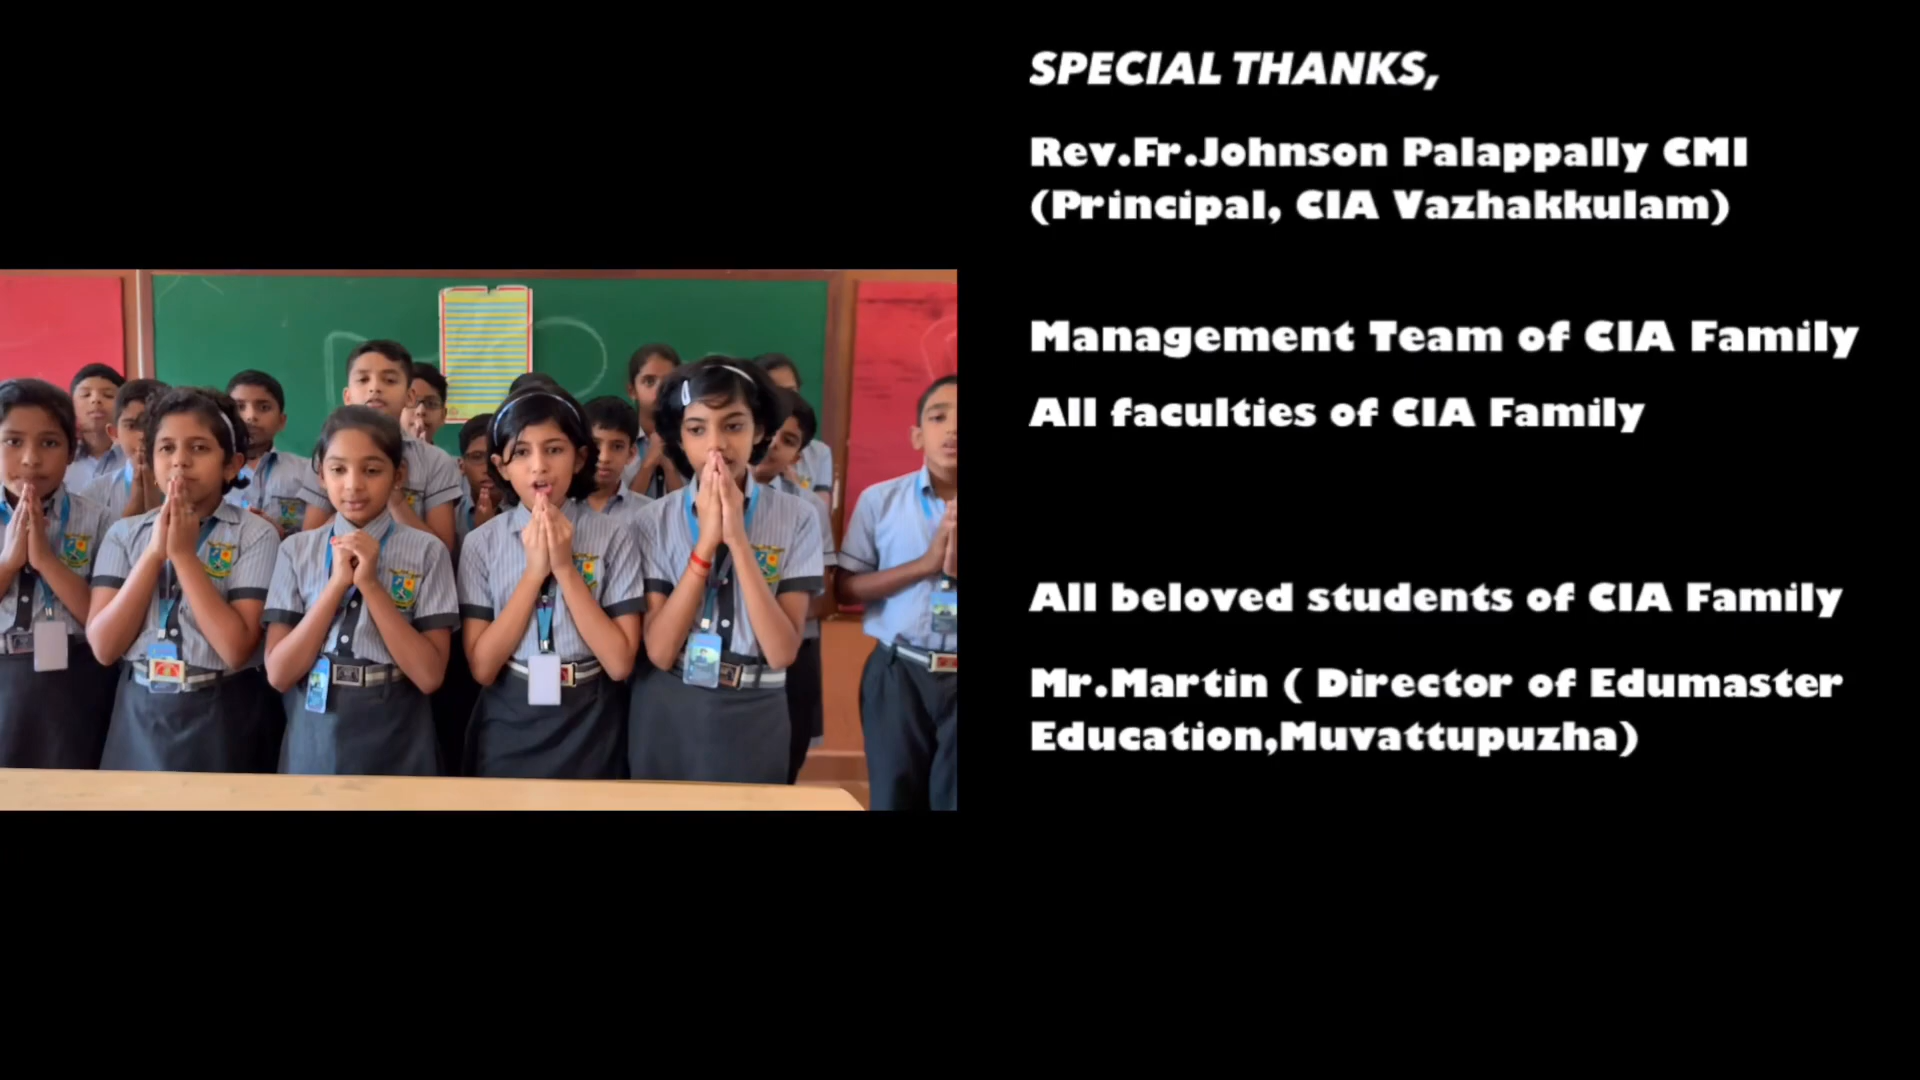 SPECIAL THANKS,
Rev.Fr.Johnson Palappally CMI
(Principal, CIA Vazhakkulam)
Management Team of CIA Family
All faculties of CIA Family
All beloved students of CIA Family
Mr.Martin ( Director of Edumaster
Education,Muvattupuzha)